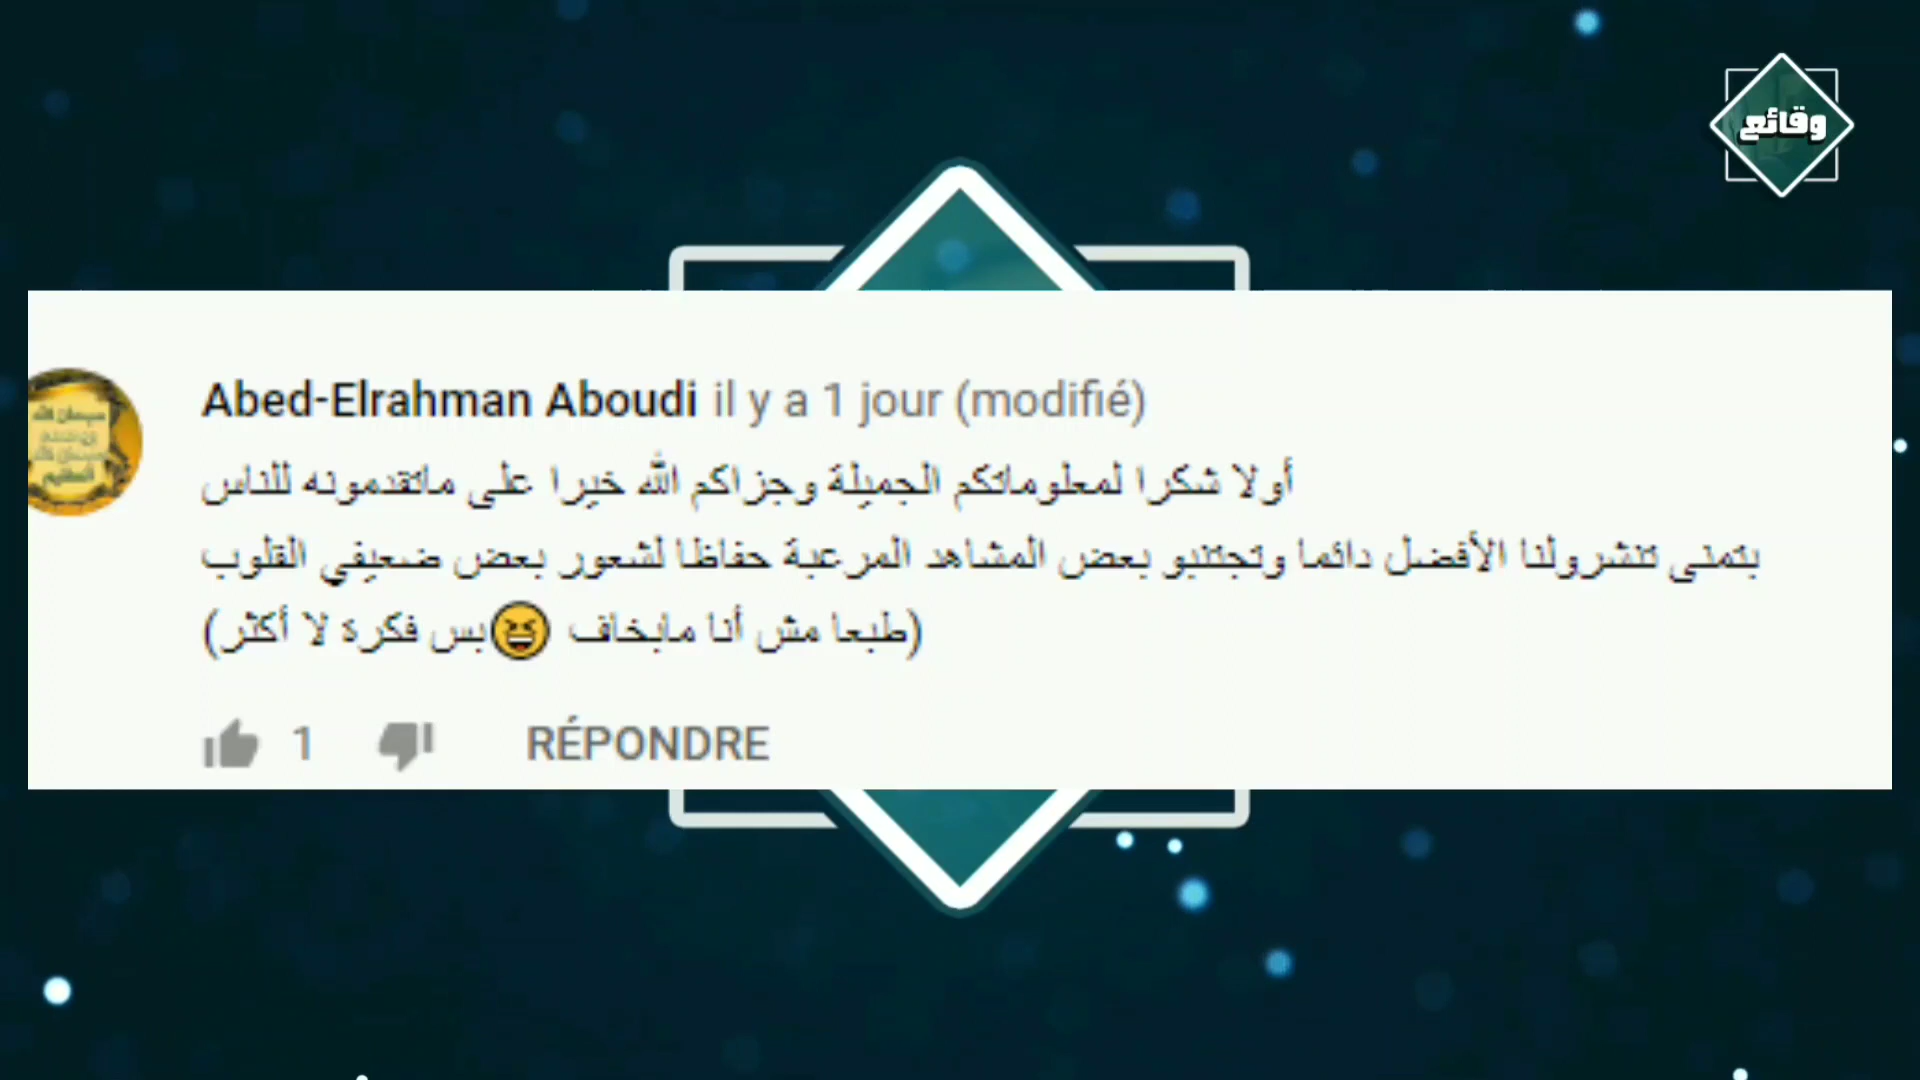 وقائع
Abed-Elrahman Aboudi il y a 1 jour (modifié)
أولا شكرا لمعلوماتكم الجميلة وجزاكم الله خيرا على ماتقدمونه للناس
بتمنى تنشرولنا الأفضل دائما وتجتنبو بعض المشاهد المرعبة حفاظا لشعور بعض ضعيفي القلوب
(طبعا مش أنا مابخاف 😆بس فكرة لا أكثر)
1 RÉPONDRE